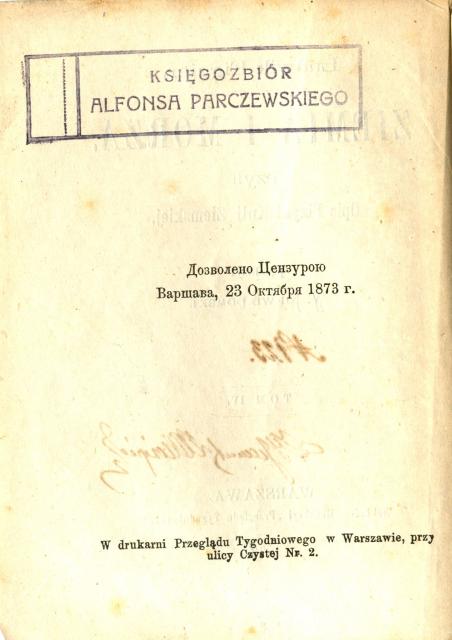 KSIĘGOZBIÓR
ALFONSA PARCZEWSKIEGO
Дозволено Цензурою
Варшава, 23 Октября 1873 г.
W drukarni Przeglądu Tygodniowego w Warszawie, przy
ulicy Czystej Nr. 2.